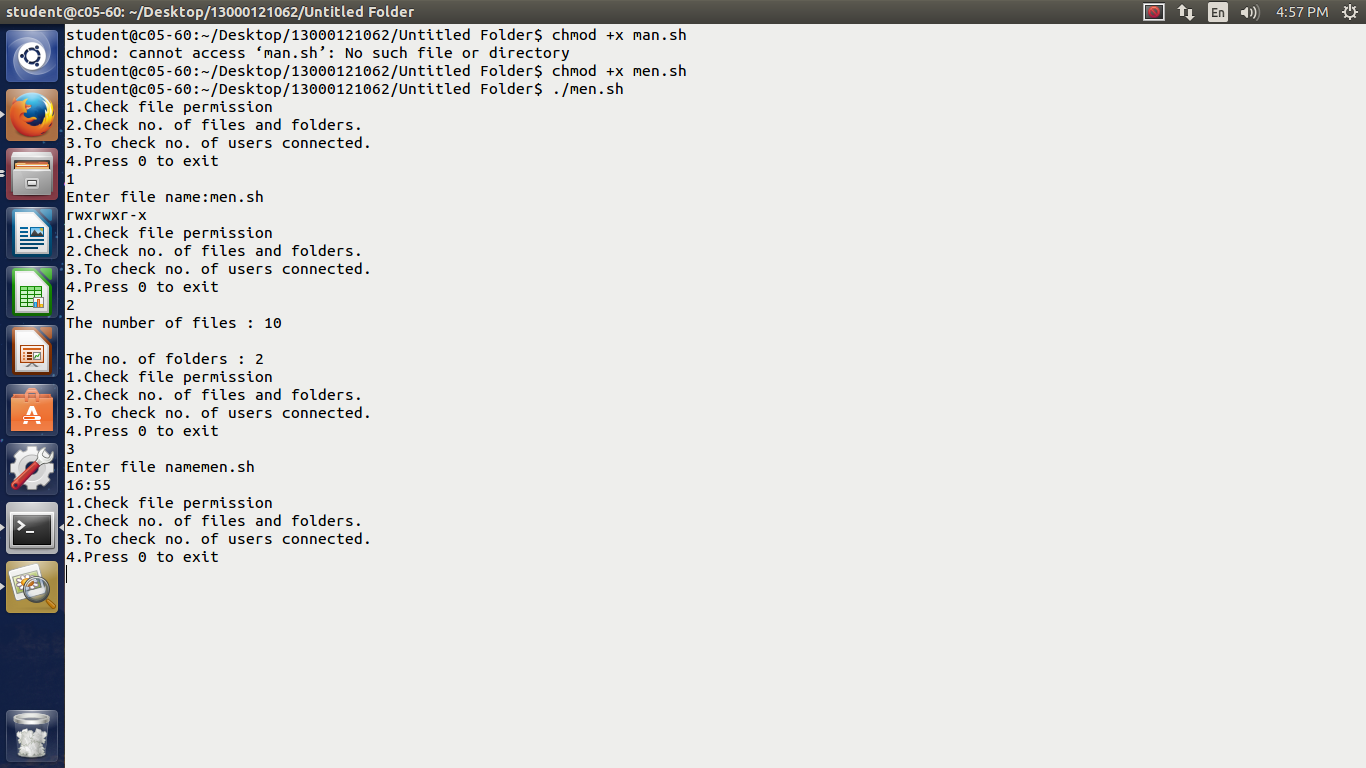 student@c05-60: ~/Desktop/13000121062/Untitled Folder
En
4:57 PM
student@c05-60:~/Desktop/13000121062/Untitled Folder$ chmod +x man.sh
chmod: cannot access ‘man.sh’: No such file or directory
student@c05-60:~/Desktop/13000121062/Untitled Folder$ chmod +x men.sh
student@c05-60:~/Desktop/13000121062/Untitled Folder$ ./men.sh
1.Check file permission
2.Check no. of files and folders.
3.To check no. of users connected.
4.Press 0 to exit
1
Enter file name:men.sh
rwxrwxr-x
1.Check file permission
2.Check no. of files and folders.
3.To check no. of users connected.
4.Press 0 to exit
2
The number of files : 10
The no. of folders : 2
1.Check file permission
2.Check no. of files and folders.
3.To check no. of users connected.
4.Press 0 to exit
3
Enter file namemen.sh
16:55
1.Check file permission
2.Check no. of files and folders.
3.To check no. of users connected.
4.Press 0 to exit